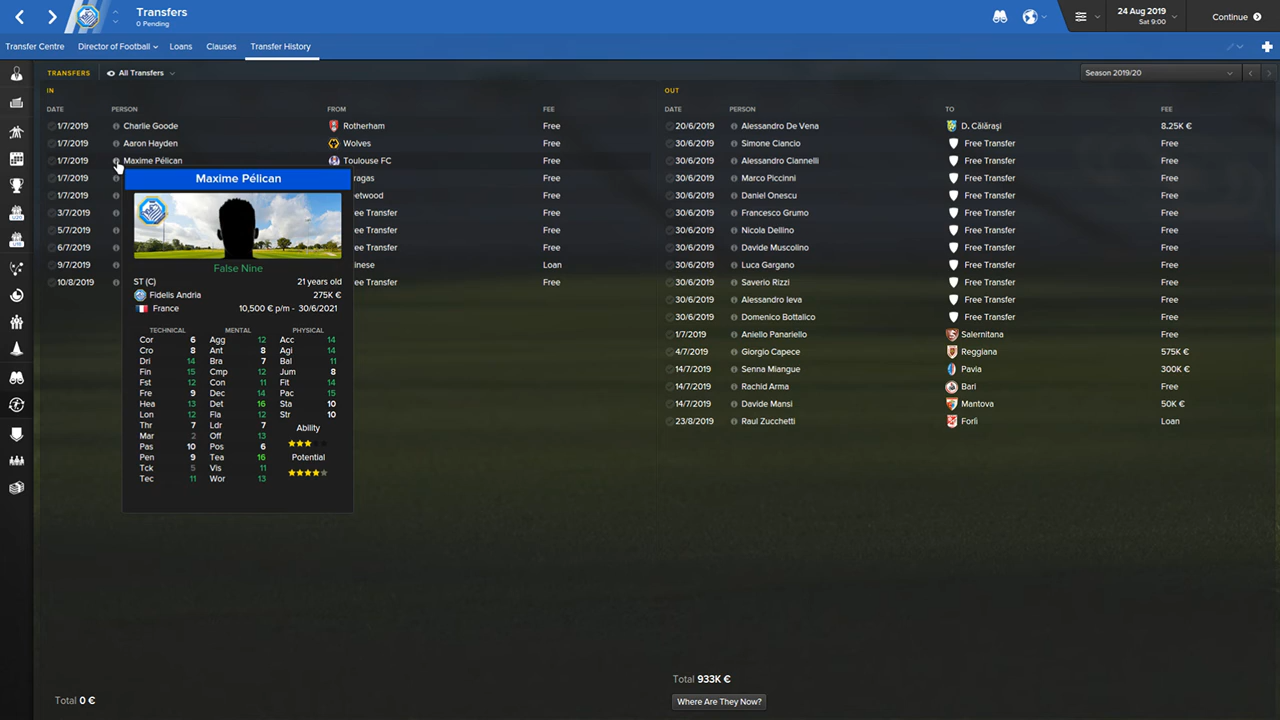 Transfers
0 Pending
24 Aug 2019
Sat 9:00
Continue
Transfer Centre Director of Football Loans Clauses Transfer History
TRANSFERS All Transfers Season 2019/20
IN
DATE PERSON FROM FEE
1/7/2019 Charlie Goode Rotherham Free
1/7/2019 Aaron Hayden Wolves Free
1/7/2019 Maxime Pélican Toulouse FC Free
1/7/2019 ragas Free
1/7/2019 eetwood Free
3/7/2019 ree Transfer Free
5/7/2019 ree Transfer Free
6/7/2019 ree Transfer Free
9/7/2019 inese Loan
10/8/2019 ree Transfer Free
Maxime Pélican
False Nine
ST (C) 21 years old
Fidelis Andria 275K €
France 10,500 € p/m - 30/6/2021
TECHNICAL MENTAL PHYSICAL
Cor 6 Agg 12 Acc 14
Cro 8 Ant 8 Agi 14
Dri 14 Bra 7 Bal 11
Fin 15 Cmp 12 Jum 8
Fst 12 Con 11 Fit 14
Fre 9 Dec 14 Pac 15
Hea 13 Det 16 Sta 10
Lon 12 Fla 12 Str 10
Thr 7 Ldr 7
Ability
Mar 2 Off 13
Pas 10 Pos 6
Pen 9 Tea 16 Potential
Tck 5 Vis 11
Tec 11 Wor 13
Total 0 €
OUT
DATE PERSON TO FEE
20/6/2019 Alessandro De Vena D. Călăraşi 8.25K €
30/6/2019 Simone Ciancio Free Transfer Free
30/6/2019 Alessandro Ciannelli Free Transfer Free
30/6/2019 Marco Piccinni Free Transfer Free
30/6/2019 Daniel Onescu Free Transfer Free
30/6/2019 Francesco Grumo Free Transfer Free
30/6/2019 Nicola Dellino Free Transfer Free
30/6/2019 Davide Muscolino Free Transfer Free
30/6/2019 Luca Gargano Free Transfer Free
30/6/2019 Saverio Rizzi Free Transfer Free
30/6/2019 Alessandro Ieva Free Transfer Free
30/6/2019 Domenico Bottalico Free Transfer Free
1/7/2019 Aniello Panariello Salernitana Free
4/7/2019 Giorgio Capece Reggiana 575K €
14/7/2019 Senna Miangue Pavia 300K €
14/7/2019 Rachid Arma Bari Free
14/7/2019 Davide Mansi Mantova 50K €
23/8/2019 Raul Zucchetti Forlì Loan
Total 933K €
Where Are They Now?